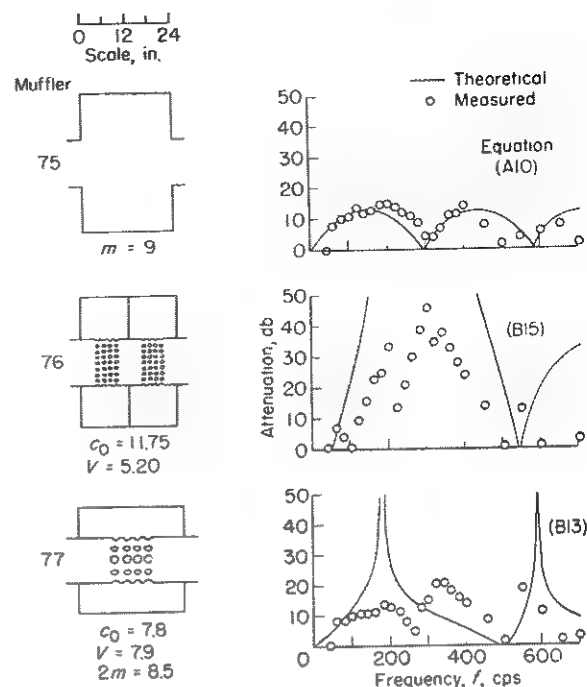 0 12 24
Scale, in.
Muffler
75
m = 9
76
c₀ = 11.75
V = 5.20
77
c₀ = 7.8
V = 7.9
2m = 8.5
Theoretical
Measured
50
40
30
20
10
0
Equation
(A10)
50
40
30
20
10
0
(B15)
Attenuation, db
50
40
30
20
10
0
(B13)
200 400 600
Frequency, f, cps